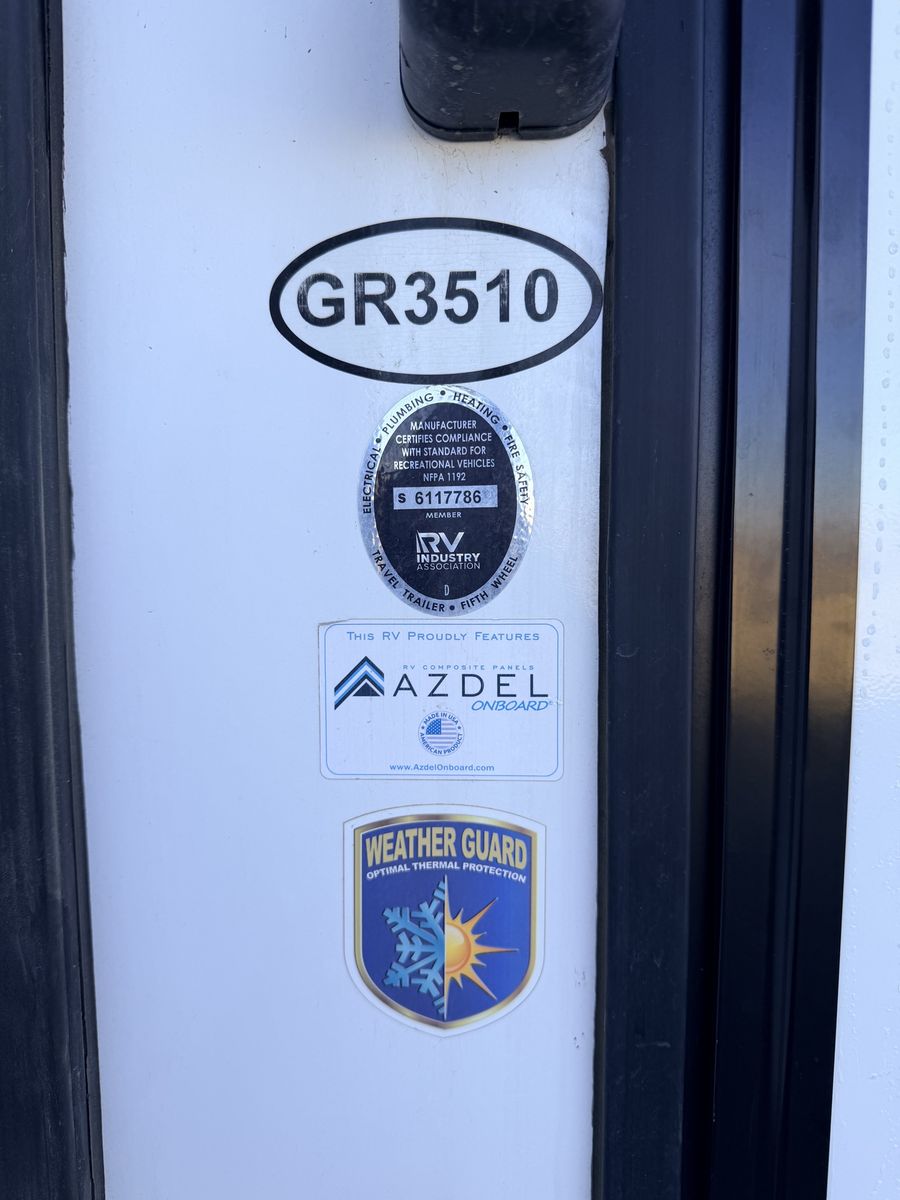 GR3510
ELECTRICAL • PLUMBING • HEATING • FIRE SAFETY
MANUFACTURER
CERTIFIES COMPLIANCE
WITH STANDARD FOR
RECREATIONAL VEHICLES
NFPA 1192
S 6117786
MEMBER
RV
INDUSTRY
ASSOCIATION
D
TRAVEL TRAILER • FIFTH WHEEL
THIS RV PROUDLY FEATURES
RV COMPOSITE PANELS
AZDEL
ONBOARD®
MADE IN USA
AMERICAN PRODUCT
www.AzdelOnboard.com
WEATHER GUARD
OPTIMAL THERMAL PROTECTION